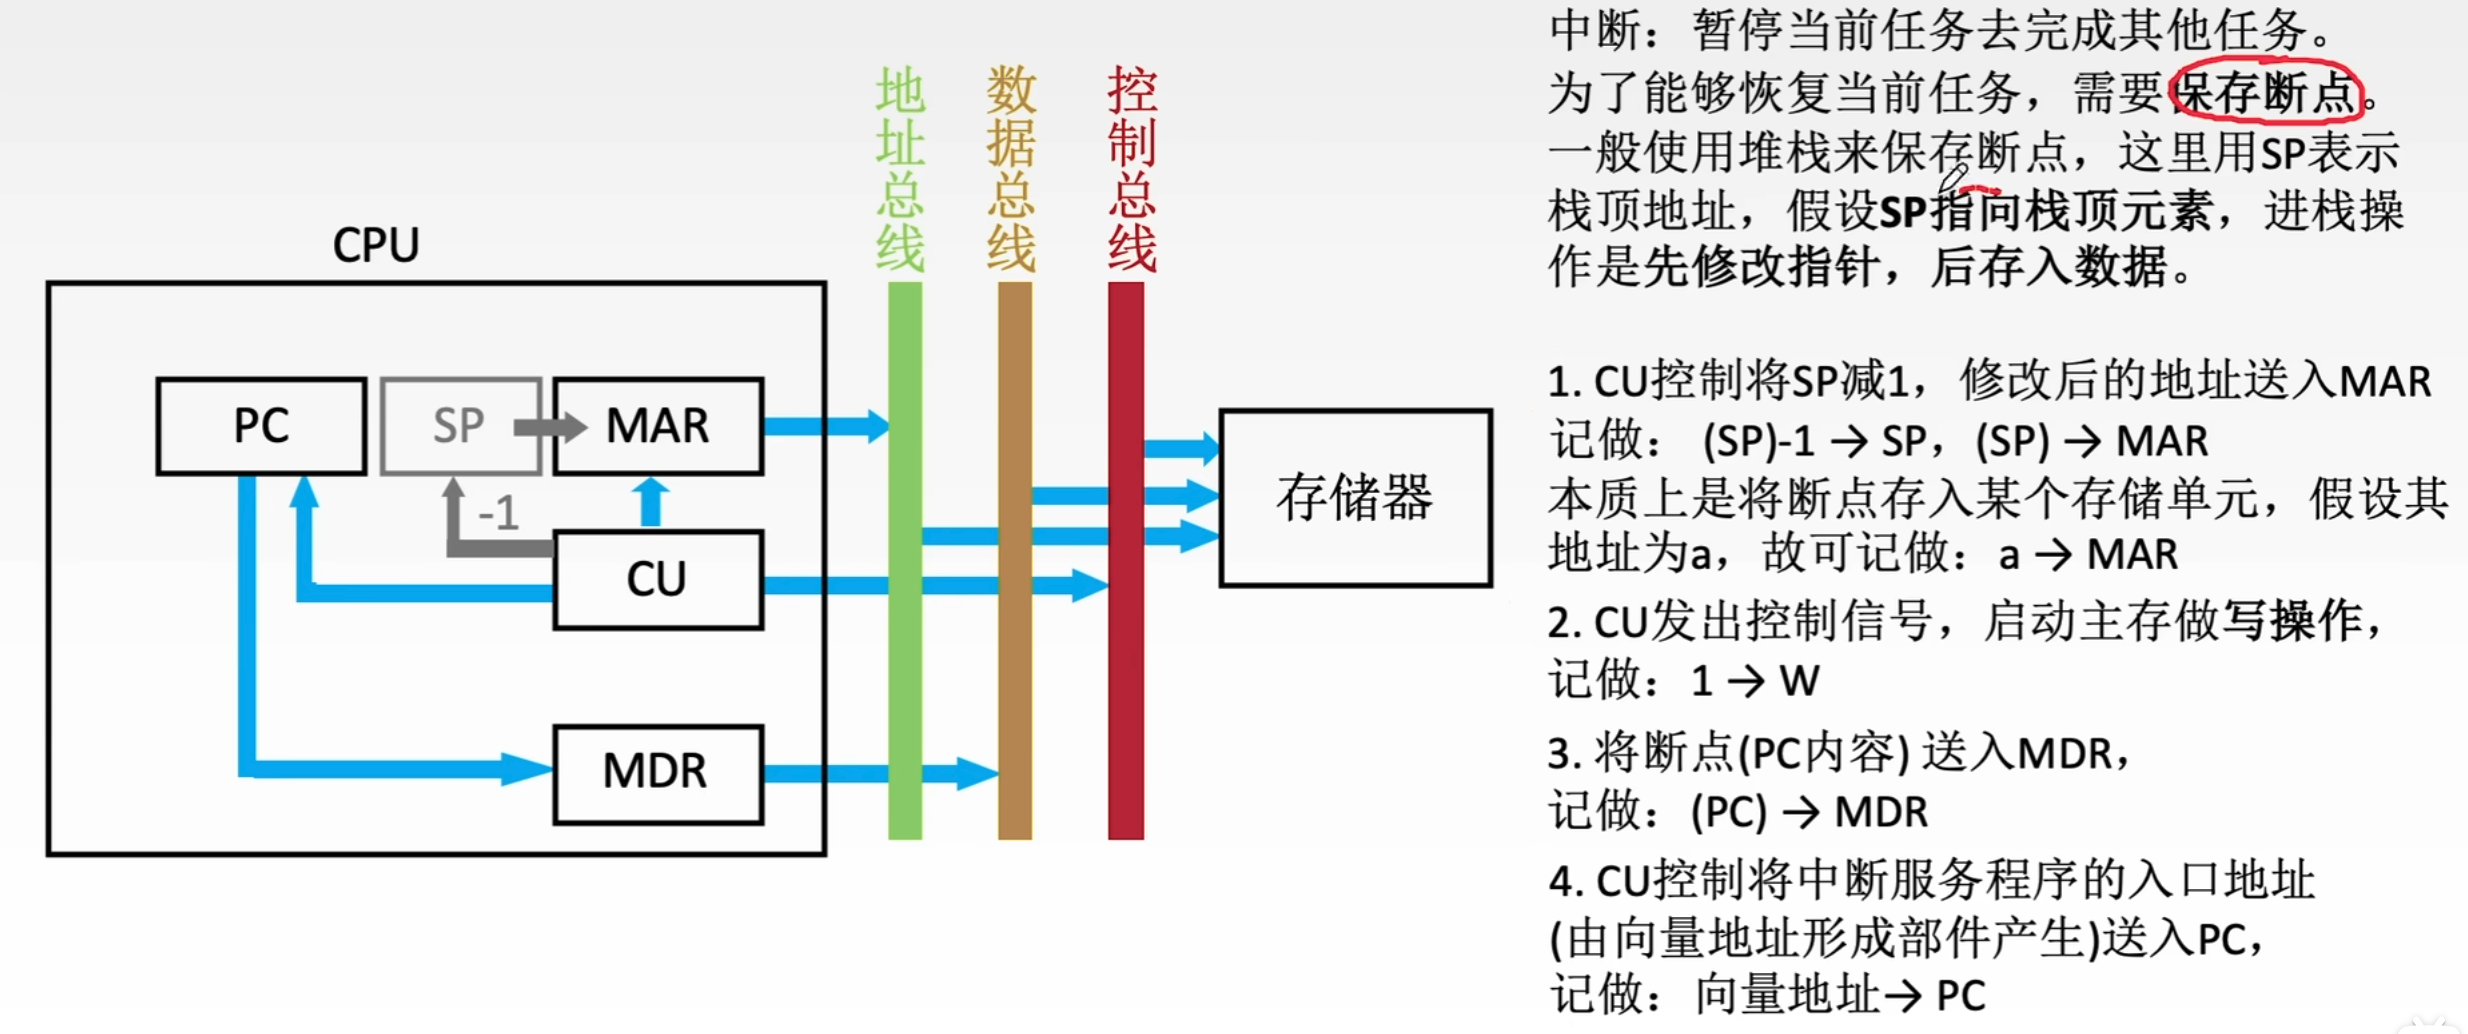 CPU
PC
SP
MAR
-1
CU
MDR
地址总线
数据总线
控制总线
存储器
中断：暂停当前任务去完成其他任务。
为了能够恢复当前任务，需要保存断点。
一般使用堆栈来保存断点，这里用SP表示
栈顶地址，假设SP指向栈顶元素，进栈操
作是先修改指针，后存入数据。
1. CU控制将SP减1，修改后的地址送入MAR
记做： (SP)-1 → SP，(SP) → MAR
本质上是将断点存入某个存储单元，假设其
地址为a，故可记做：a → MAR
2. CU发出控制信号，启动主存做写操作，
记做：1 → W
3. 将断点(PC内容) 送入MDR，
记做：(PC) → MDR
4. CU控制将中断服务程序的入口地址
(由向量地址形成部件产生)送入PC，
记做：向量地址→ PC